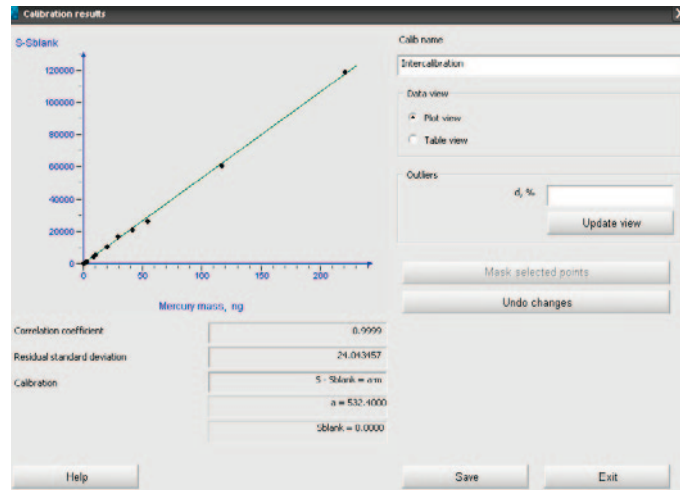 Calibration results
S-Sblank
120000
100000
80000
60000
40000
20000
0
0
50
100
150
200
Mercury mass, ng
Calib name
Intercalibration
Data view
Plot view
Table view
Outliers
d, %
Update view
Mask selected points
Undo changes
Correlation coefficient
0.9999
Residual standard deviation
24.043457
Calibration
S - Sblank = a·m
a = 532.4000
Sblank = 0.0000
Help
Save
Exit